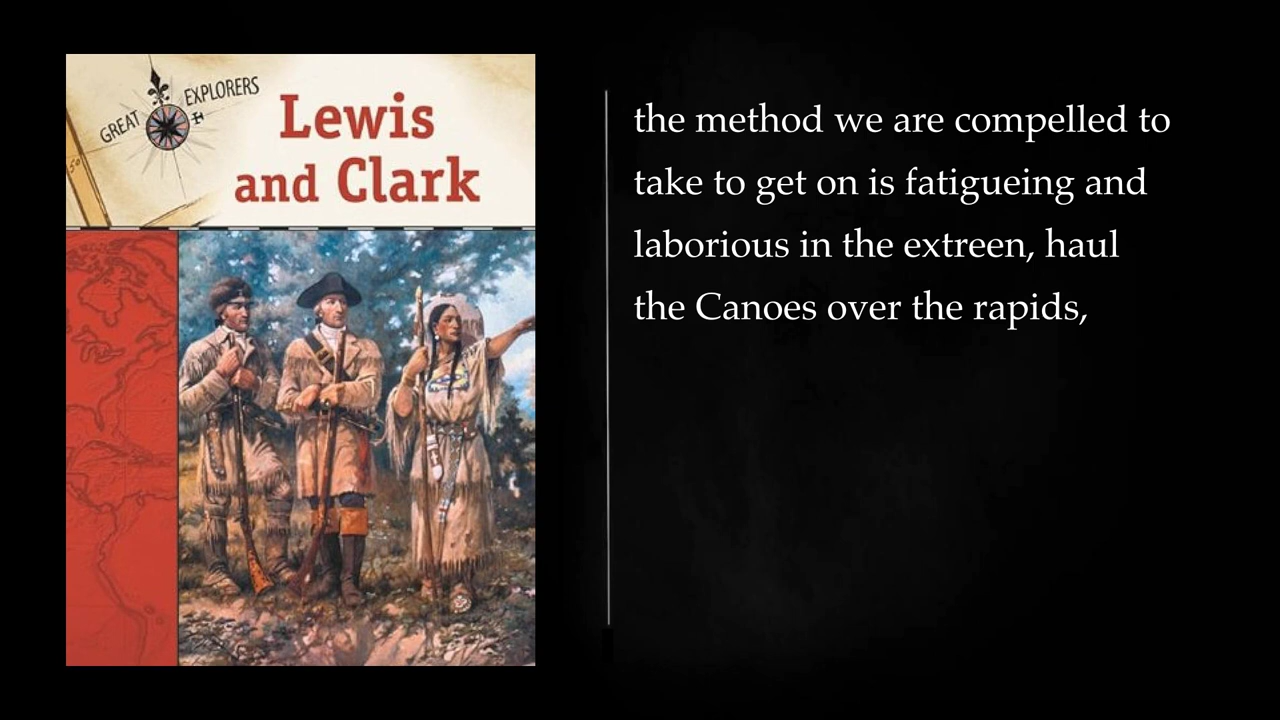 GREAT EXPLORERS
Lewis
and Clark
50
the method we are compelled to
take to get on is fatigueing and
laborious in the extreen, haul
the Canoes over the rapids,